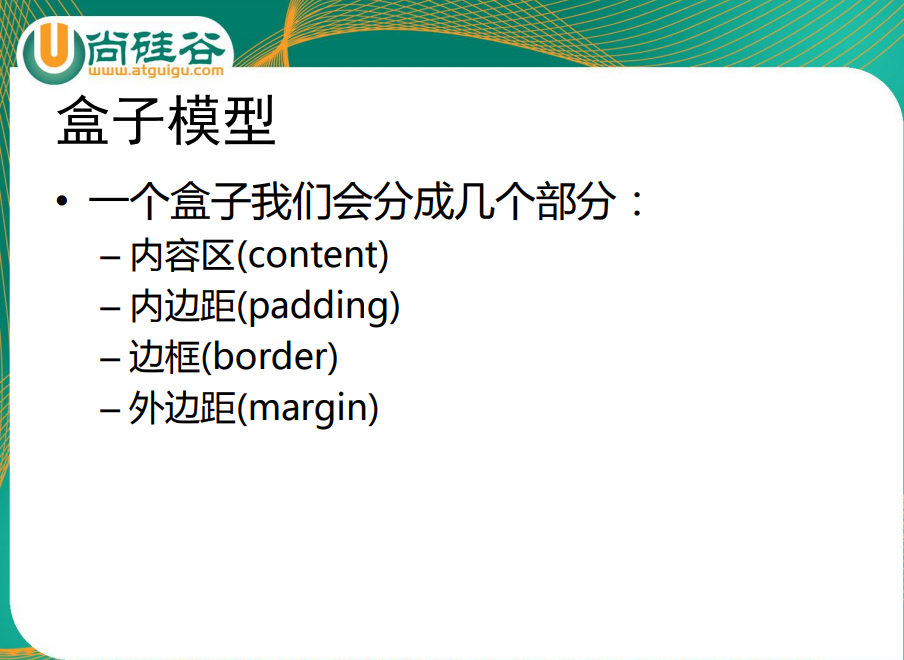 尚硅谷
www.atguigu.com
盒子模型
• 一个盒子我们会分成几个部分：
– 内容区(content)
– 内边距(padding)
– 边框(border)
– 外边距(margin)